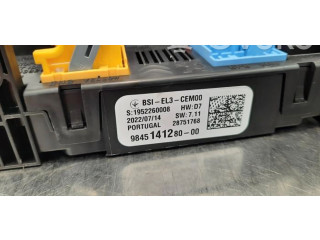 BSI-EL3-CEM00
S:1952260008 HW:D7
2022/07/14 SW:7.11
PORTUGAL 28751768
9845141280-00